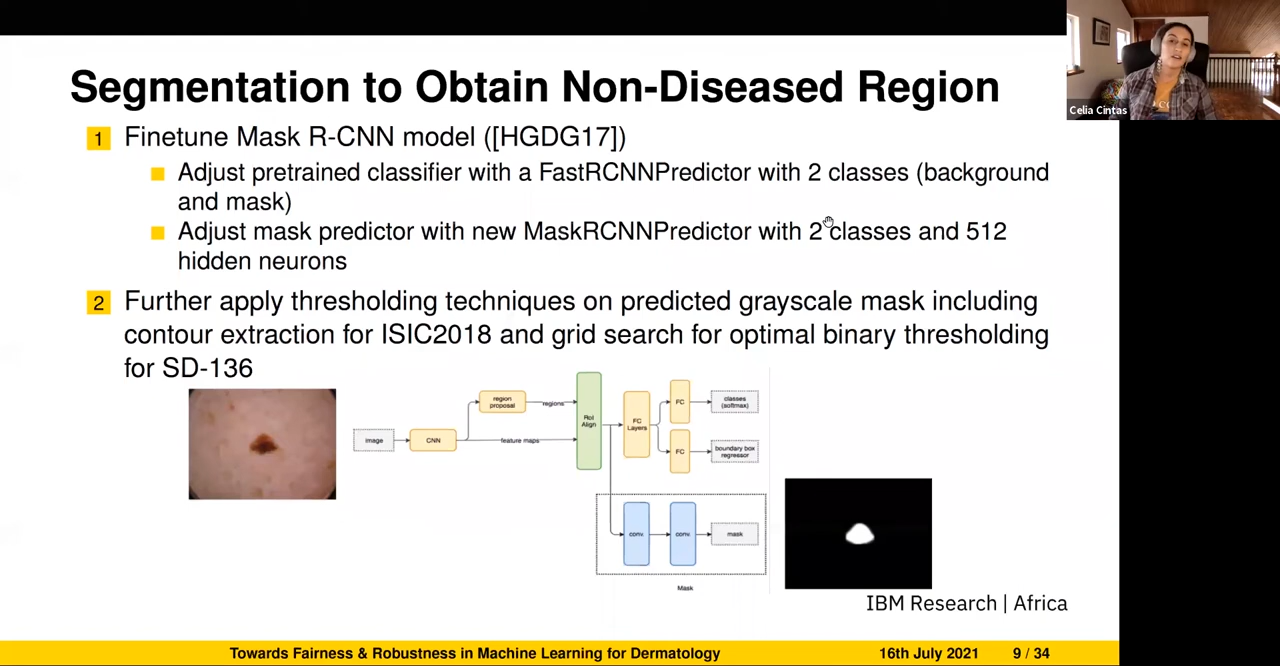 Segmentation to Obtain Non-Diseased Region
Celia Cintas
1 Finetune Mask R-CNN model ([HGDG17])
Adjust pretrained classifier with a FastRCNNPredictor with 2 classes (background
and mask)
Adjust mask predictor with new MaskRCNNPredictor with 2 classes and 512
hidden neurons
2 Further apply thresholding techniques on predicted grayscale mask including
contour extraction for ISIC2018 and grid search for optimal binary thresholding
for SD-136
image
CNN
region
proposal
regions
feature maps
RoI
Align
FC
Layers
FC
classes
(softmax)
FC
boundary box
regressor
conv
conv
mask
Mask
IBM Research | Africa
Towards Fairness & Robustness in Machine Learning for Dermatology
16th July 2021
9 / 34